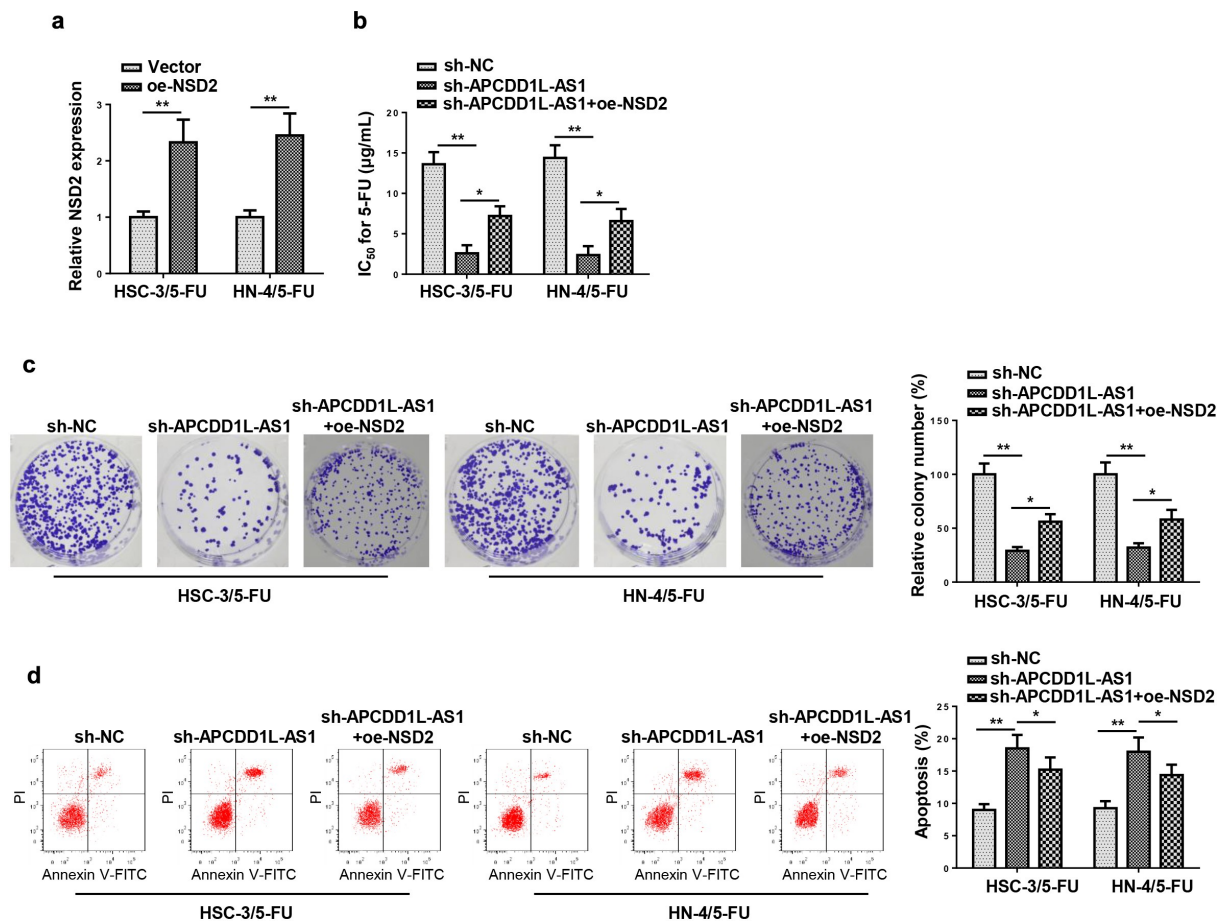 a
Vector
oe-NSD2
Relative NSD2 expression
3
2
1
0
**
**
HSC-3/5-FU
HN-4/5-FU
b
sh-NC
sh-APCDD1L-AS1
sh-APCDD1L-AS1+oe-NSD2
IC50 for 5-FU (μg/mL)
20
15
10
5
0
**
*
**
*
HSC-3/5-FU
HN-4/5-FU
c
sh-NC
sh-APCDD1L-AS1
sh-APCDD1L-AS1
+oe-NSD2
sh-NC
sh-APCDD1L-AS1
sh-APCDD1L-AS1
+oe-NSD2
HSC-3/5-FU
HN-4/5-FU
sh-NC
sh-APCDD1L-AS1
sh-APCDD1L-AS1+oe-NSD2
Relative colony number (%)
150
100
50
0
**
*
**
*
HSC-3/5-FU
HN-4/5-FU
d
sh-NC
sh-APCDD1L-AS1
sh-APCDD1L-AS1
+oe-NSD2
sh-NC
sh-APCDD1L-AS1
sh-APCDD1L-AS1
+oe-NSD2
PI
PI
PI
PI
PI
PI
Annexin V-FITC
Annexin V-FITC
Annexin V-FITC
Annexin V-FITC
Annexin V-FITC
Annexin V-FITC
HSC-3/5-FU
HN-4/5-FU
sh-NC
sh-APCDD1L-AS1
sh-APCDD1L-AS1+oe-NSD2
Apoptosis (%)
25
20
15
10
5
0
**
*
**
*
HSC-3/5-FU
HN-4/5-FU